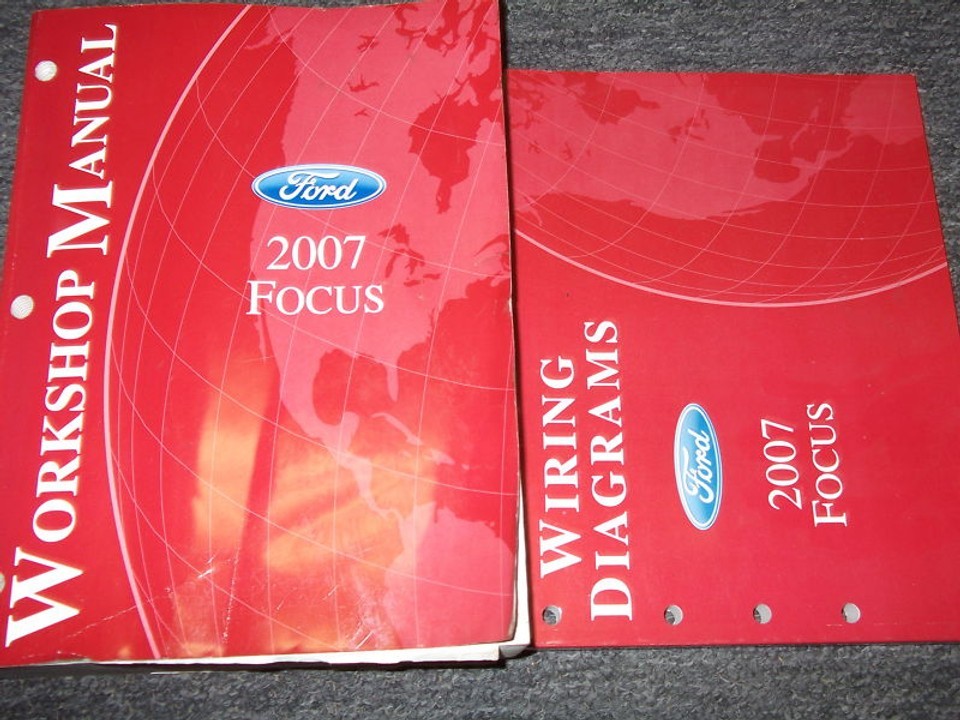 WORKSHOP MANUAL
Ford
2007
FOCUS
WIRING
DIAGRAMS
Ford
2007
FOCUS